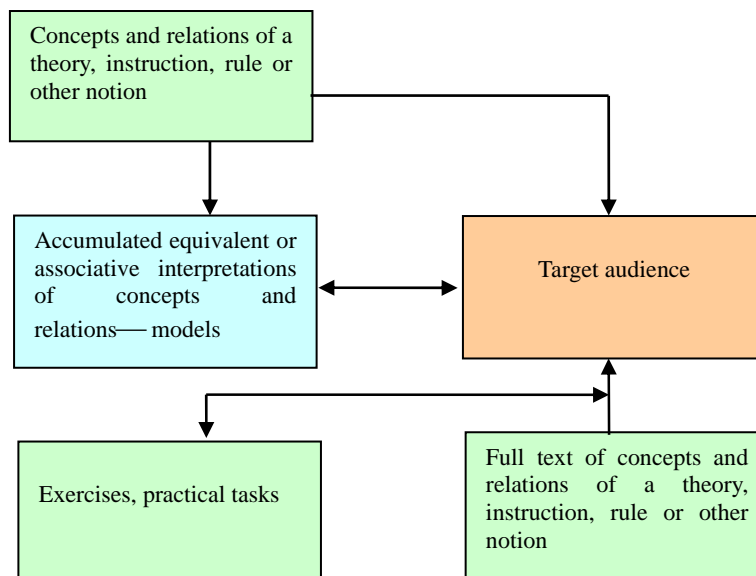 Concepts and relations of a
theory, instruction, rule or
other notion
Accumulated equivalent or
associative interpretations
of concepts and
relations── models
Target audience
Exercises, practical tasks
Full text of concepts and
relations of a theory,
instruction, rule or other
notion